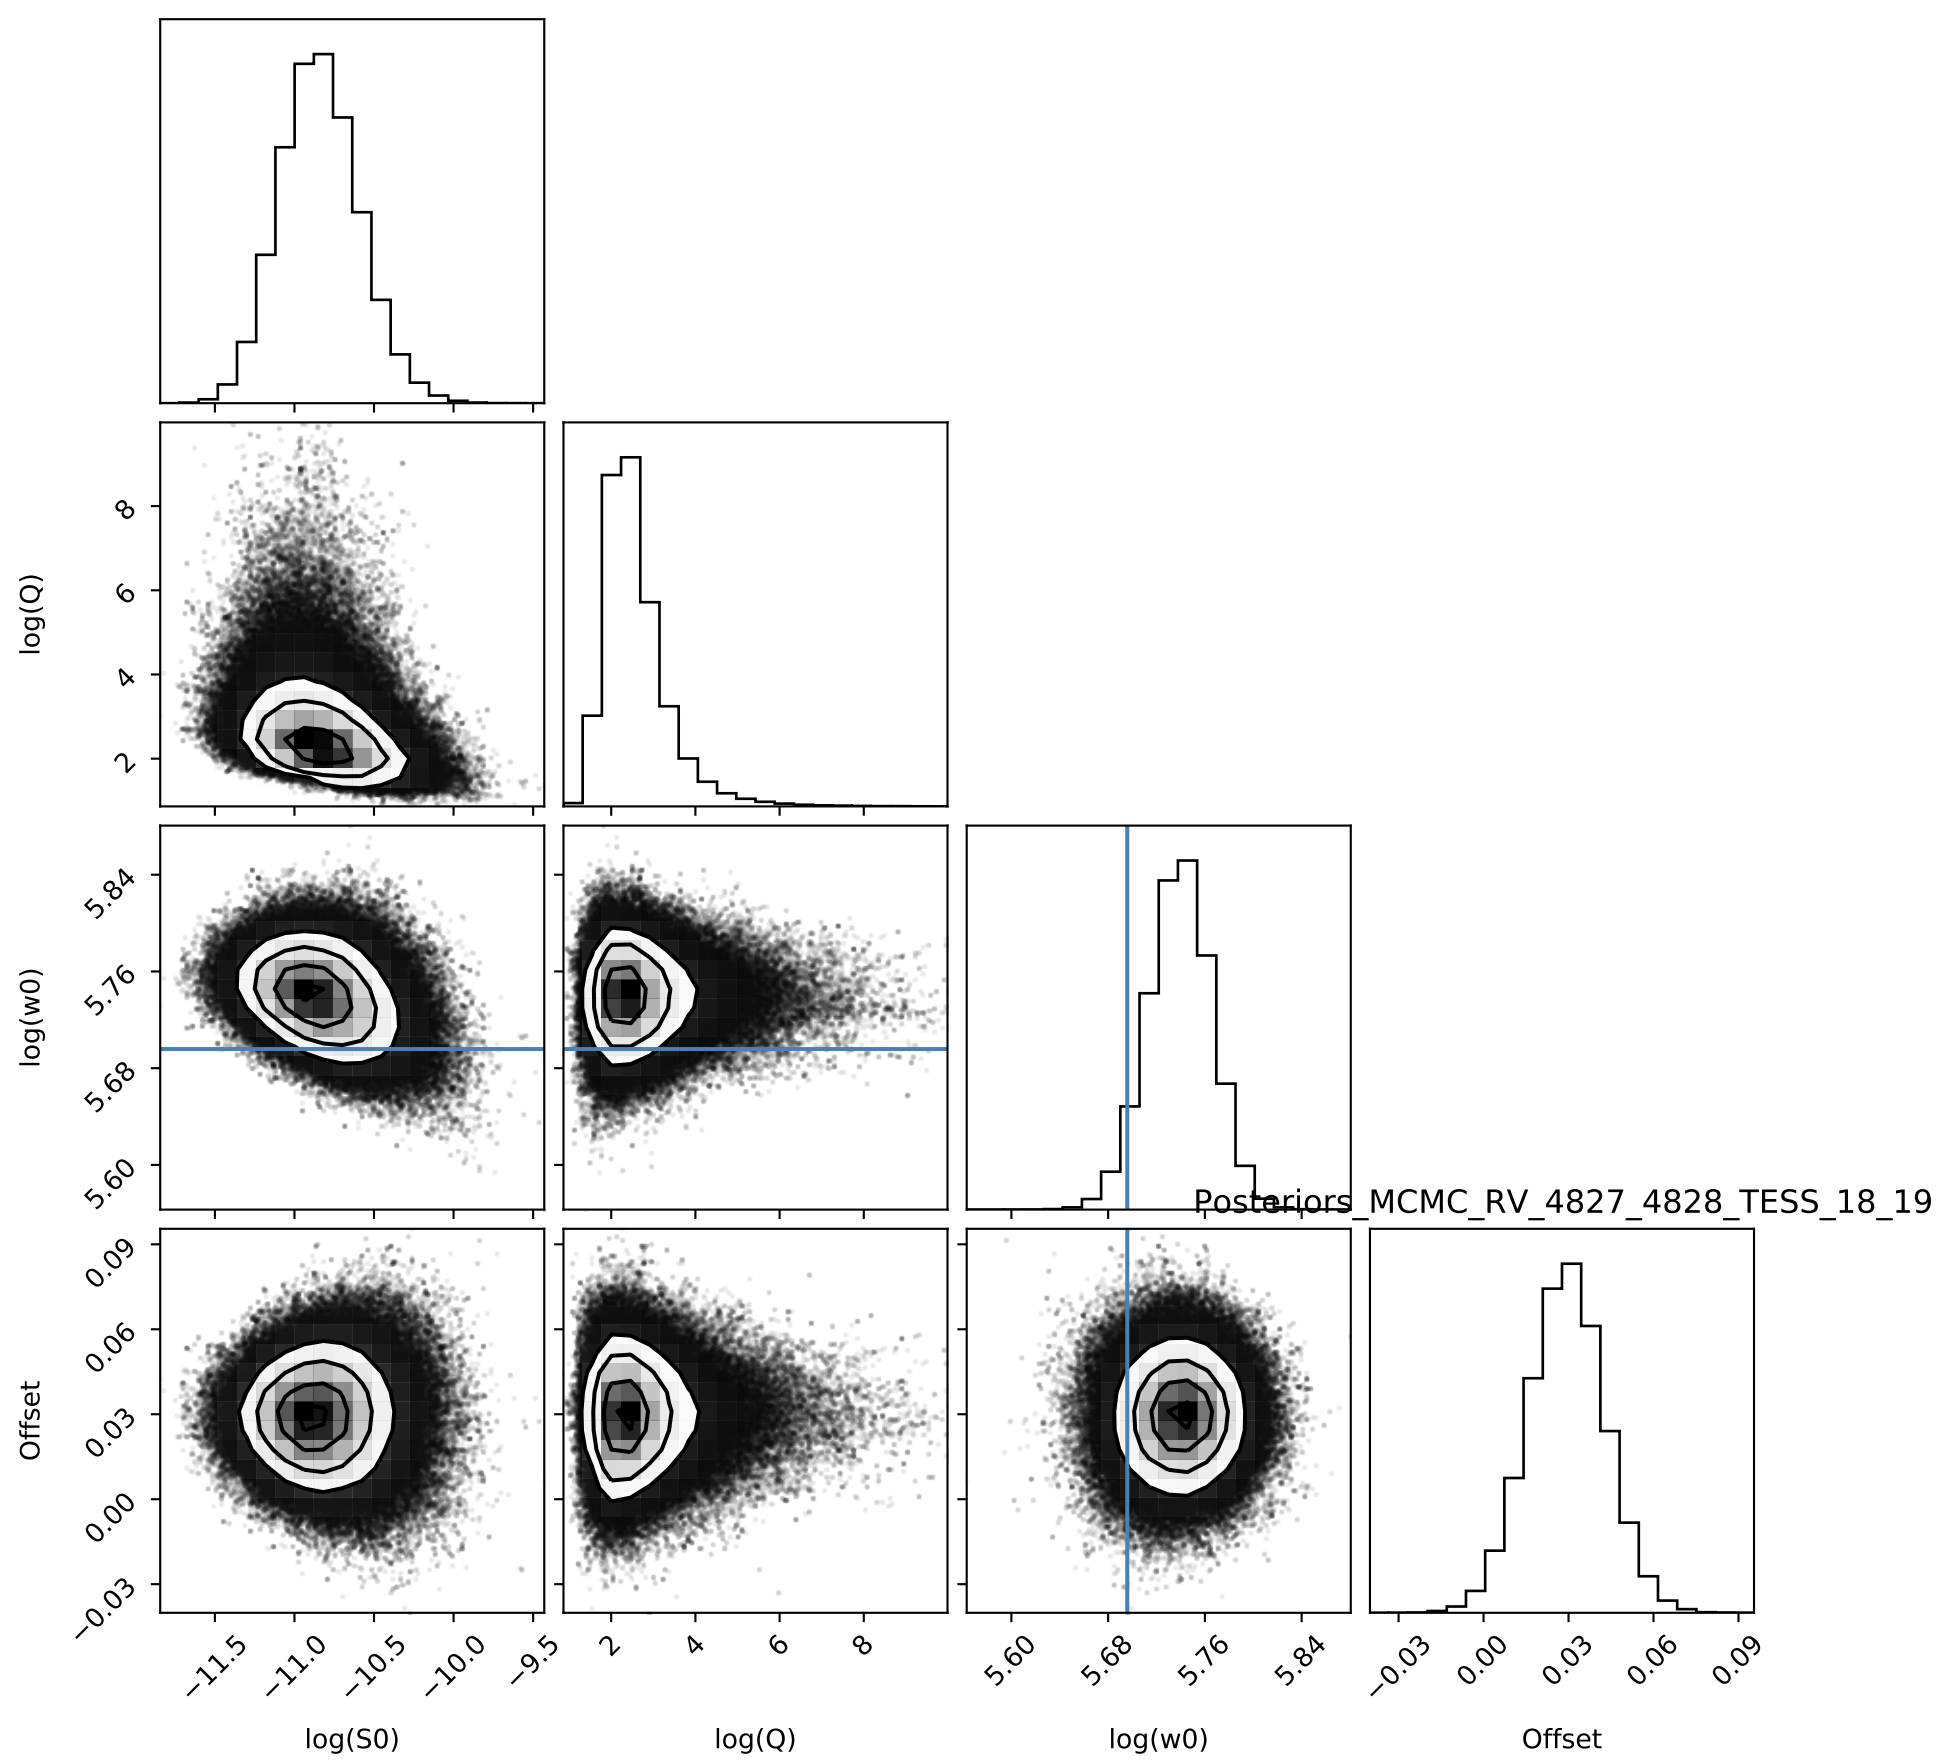 log(Q)
8
6
4
2
log(w0)
5.84
5.76
5.68
5.60
Posteriors_MCMC_RV_4827_4828_TESS_18_19
Offset
0.09
0.06
0.03
0.00
−0.03
−11.5 −11.0 −10.5 −10.0 −9.5 2 4 6 8 5.60 5.68 5.76 5.84 −0.03 0.00 0.03 0.06 0.09
log(S0) log(Q) log(w0) Offset